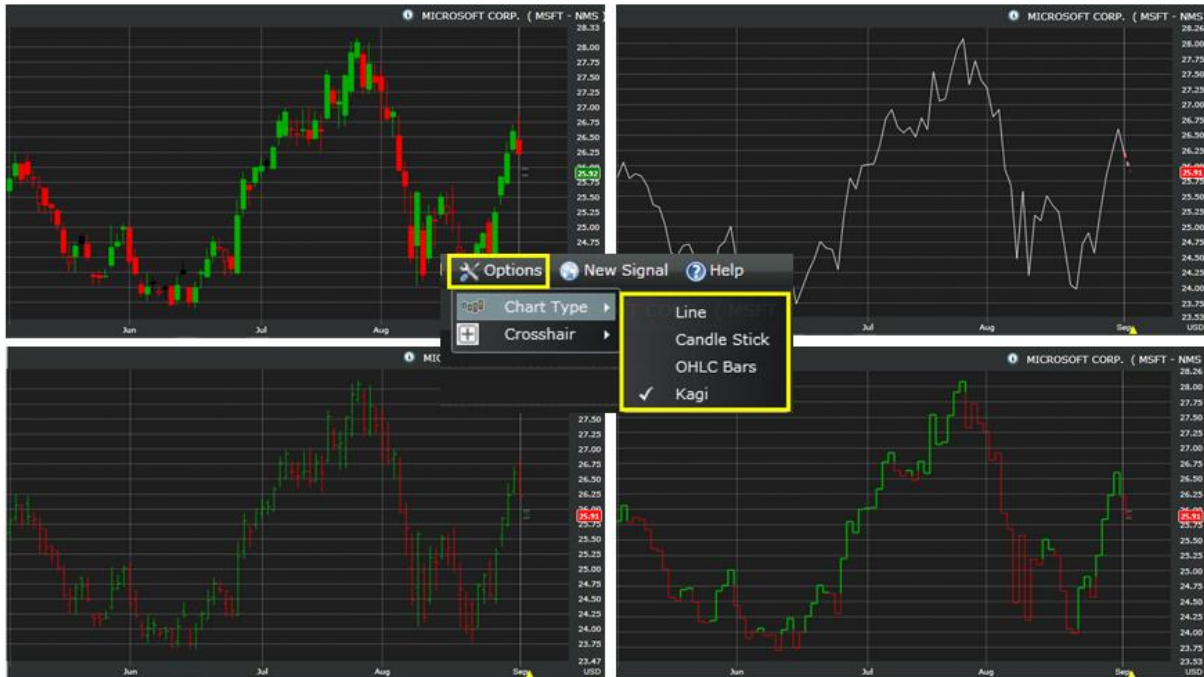 MICROSOFT CORP. ( MSFT - NMS )
28.33
28.00
27.75
27.50
27.25
27.00
26.75
26.50
26.25
25.92
25.75
25.50
25.25
25.00
24.75
Jun
Jul
Aug
MICROSOFT CORP. ( MSFT - NMS
28.26
28.00
27.75
27.50
27.25
27.00
26.75
26.50
26.25
25.91
25.75
25.50
25.25
25.00
24.75
24.50
24.25
24.00
23.75
23.53
Jul
Aug
Sep
USD
Options New Signal Help
Chart Type
Crosshair
Line
Candle Stick
OHLC Bars
Kagi
27.50
27.25
27.00
26.75
26.50
26.25
25.91
25.75
25.50
25.25
25.00
24.75
24.50
24.25
24.00
23.75
23.47
Jun
Jul
Aug
Sep
USD
MICROSOFT CORP. ( MSFT - NMS
28.26
28.00
27.75
27.50
27.25
27.00
26.75
26.50
26.25
25.91
25.75
25.50
25.25
25.00
24.75
24.50
24.25
24.00
23.75
23.53
Jun
Jul
Aug
Sep
USD